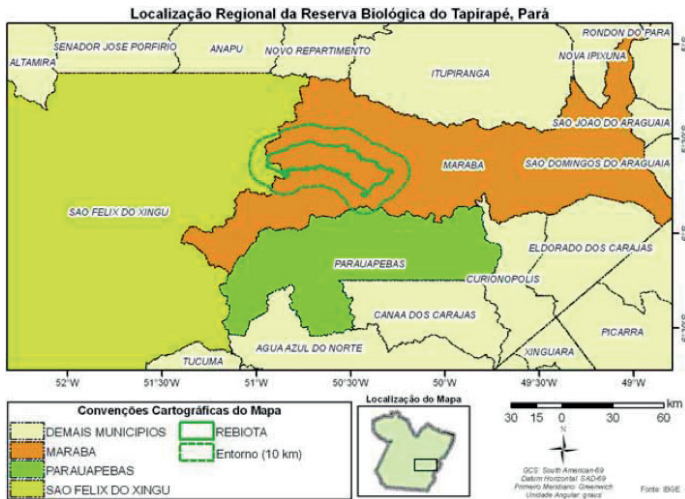 Localização Regional da Reserva Biológica do Tapirapé, Pará
RONDON DO PARA
SENADOR JOSE PORFIRIO
ANAPU
NOVO REPARTIMENTO
NOVA IPIXUNA
ALTAMIRA
ITUPIRANGA
SAO JOAO DO ARAGUAIA
MARABA
SAO DOMINGOS DO ARAGUAIA
SAO FELIX DO XINGU
ELDORADO DOS CARAJAS
PARAUAPEBAS
CURIONOPOLIS
CANAA DOS CARAJAS
PICARRA
AGUA AZUL DO NORTE
XINGUARA
TUCUMA
52°W
51°30'W
51°W
50°30'W
50°W
49°30'W
49°W
Convenções Cartográficas do Mapa
DEMAIS MUNICIPIOS
REBIOTA
MARABA
Entorno (10 km)
PARAUAPEBAS
SAO FELIX DO XINGU
Localização do Mapa
30 15 0 30 60
km
N
GCS: South American-69
Datum Horizontal: SAD-69
Primeiro Meridiano: Greenwich
Unidade Angular: graus
Fonte: IBGE